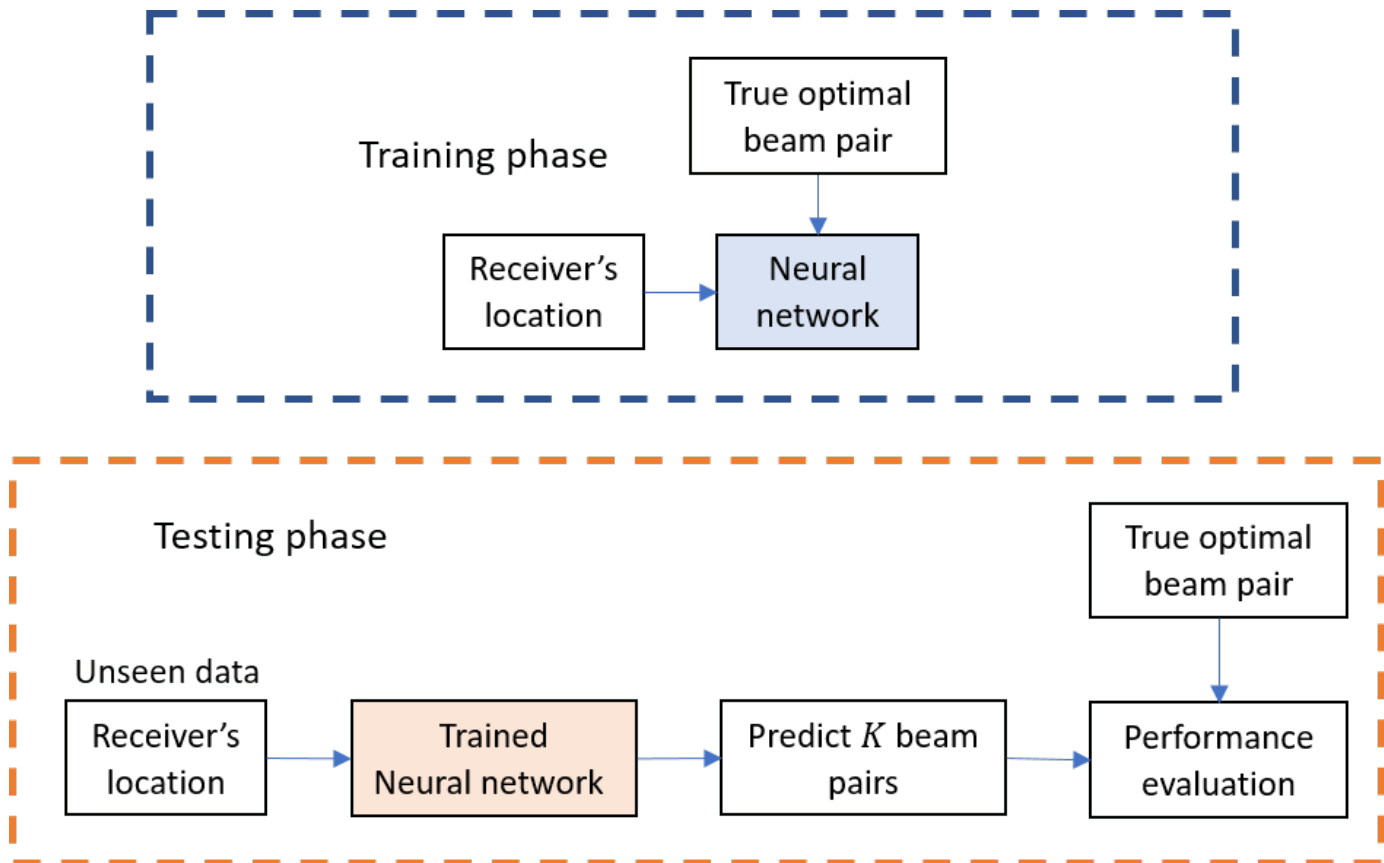 True optimal
beam pair
Training phase
Receiver’s
location
Neural
network
Testing phase
True optimal
beam pair
Unseen data
Receiver’s
location
Trained
Neural network
Predict K beam
pairs
Performance
evaluation